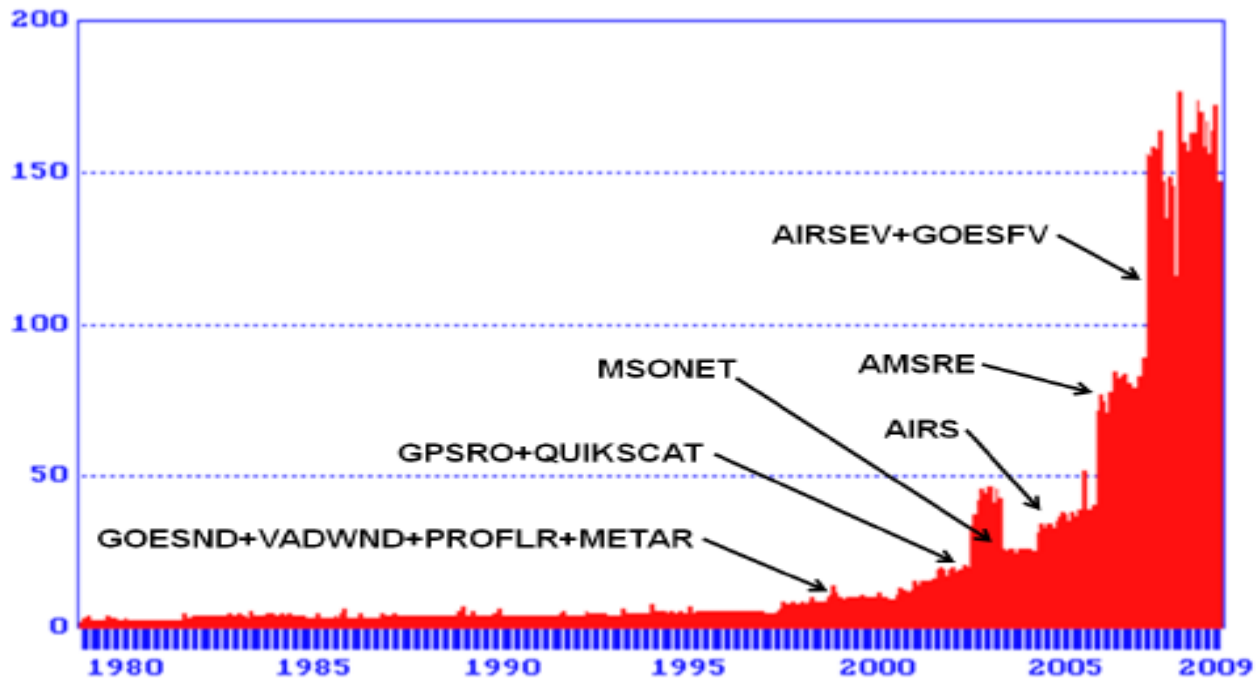 200
150
AIRSEV+GOESFV
100
MSONET
AMSRE
AIRS
50
GPSRO+QUIKSCAT
GOESND+VADWND+PROFLR+METAR
0
1980 1985 1990 1995 2000 2005 2009